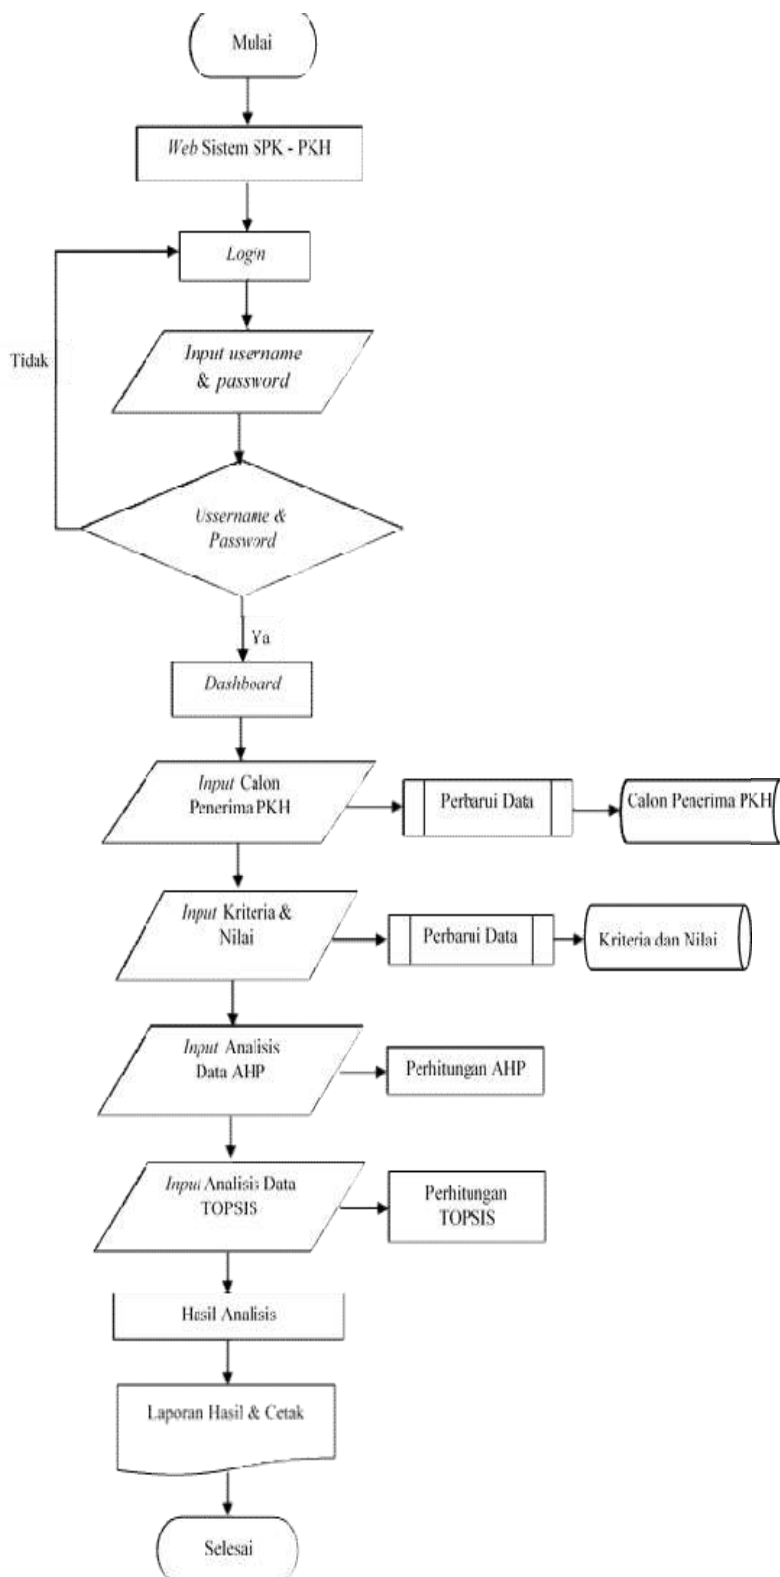 Mulai
Web Sistem SPK - PKH
Login
Tidak
Input username
& password
Ussername &
Password
Ya
Dashboard
Input Calon
Penerima PKH
Perbarui Data
Calon Penerima PKH
Input Kriteria &
Nilai
Perbarui Data
Kriteria dan Nilai
Input Analisis
Data AHP
Perhitungan AHP
Input Analisis Data
TOPSIS
Perhitungan
TOPSIS
Hasil Analisis
Laporan Hasil & Cetak
Selesai